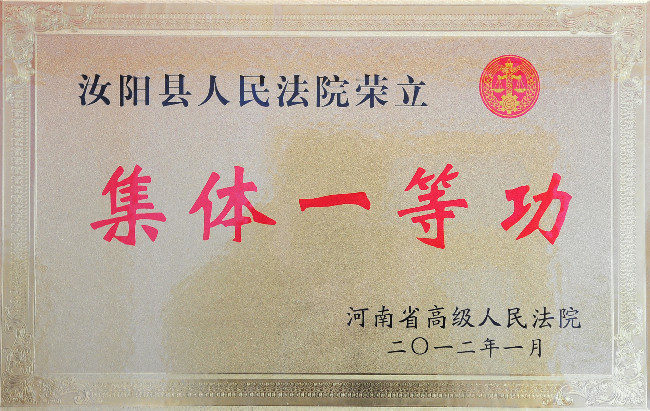 汝阳县人民法院荣立
集体一等功
河南省高级人民法院
二〇一二年一月